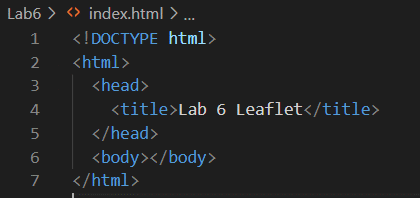 Lab6 > <> index.html > ...
1 <!DOCTYPE html>
2 <html>
3 <head>
4 <title>Lab 6 Leaflet</title>
5 </head>
6 <body></body>
7 </html>